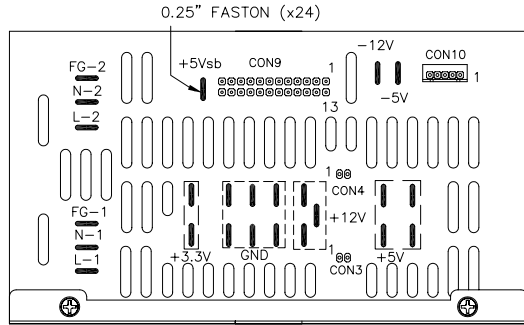 0.25” FASTON (x24)
+5Vsb
CON9
-12V
CON10
FG-2
1
1
N-2
-5V
L-2
13
1
CON4
FG-1
+12V
N-1
L-1
+3.3V
GND
1
CON3
+5V